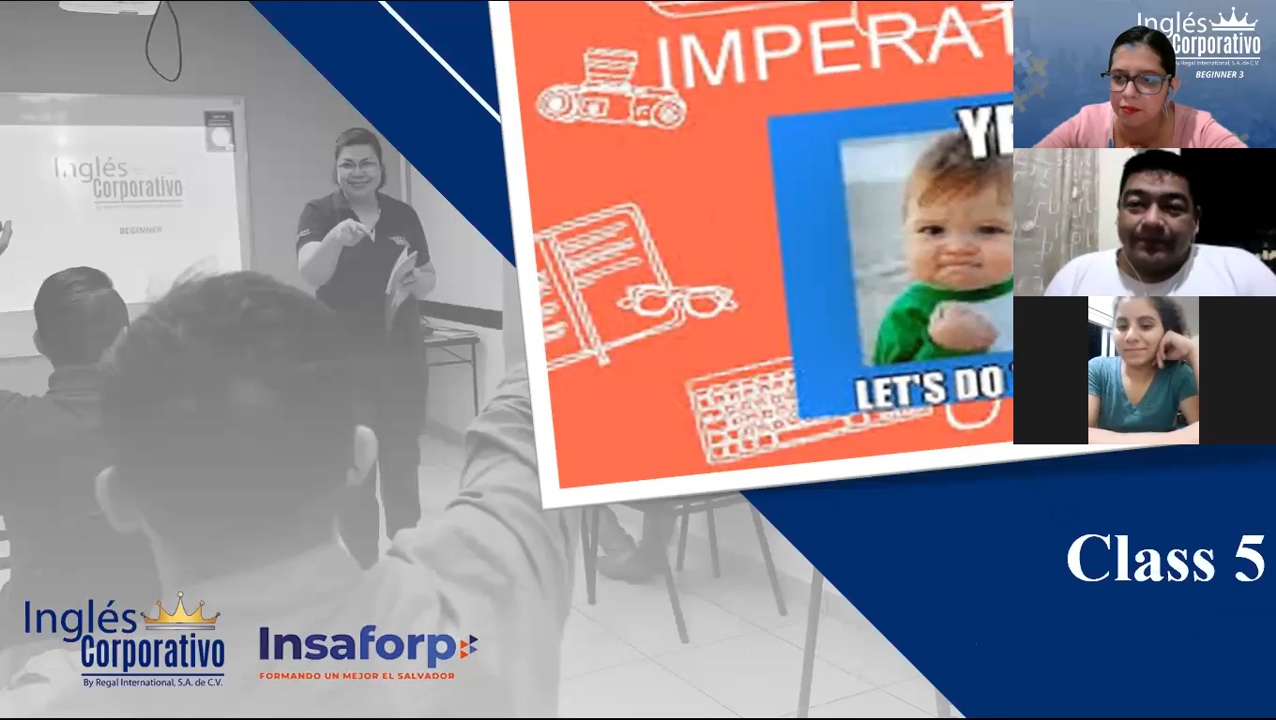 Inglés
Corporativo
BEGINNER
IMPERAT
YE
LET'S DO
Inglés
Corporativo
By Regal International, S.A. de C.V.
BEGINNER 3
Class 5
Inglés
Corporativo
By Regal International, S.A. de C.V.
Insaforp
FORMANDO UN MEJOR EL SALVADOR